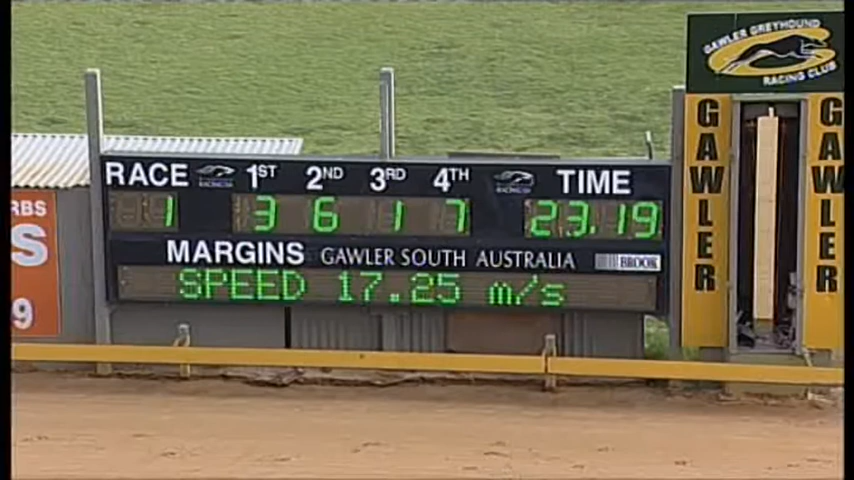 GAWLER GREYHOUND
RACING CLUB
RACE 1ST 2ND 3RD 4TH TIME
1 3 6 1 7 23.19
MARGINS GAWLER SOUTH AUSTRALIA BROOK
SPEED 17.25 m/s
GAWLER
GAWLER
RBS
S
9